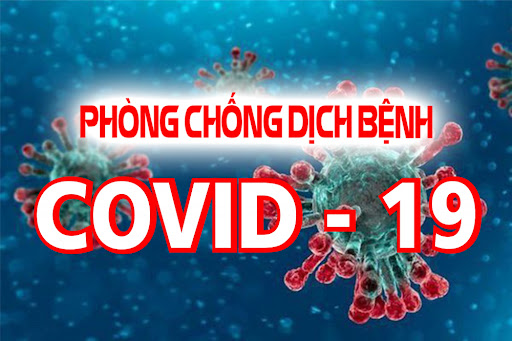 PHÒNG CHỐNG DỊCH BỆNH
COVID - 19